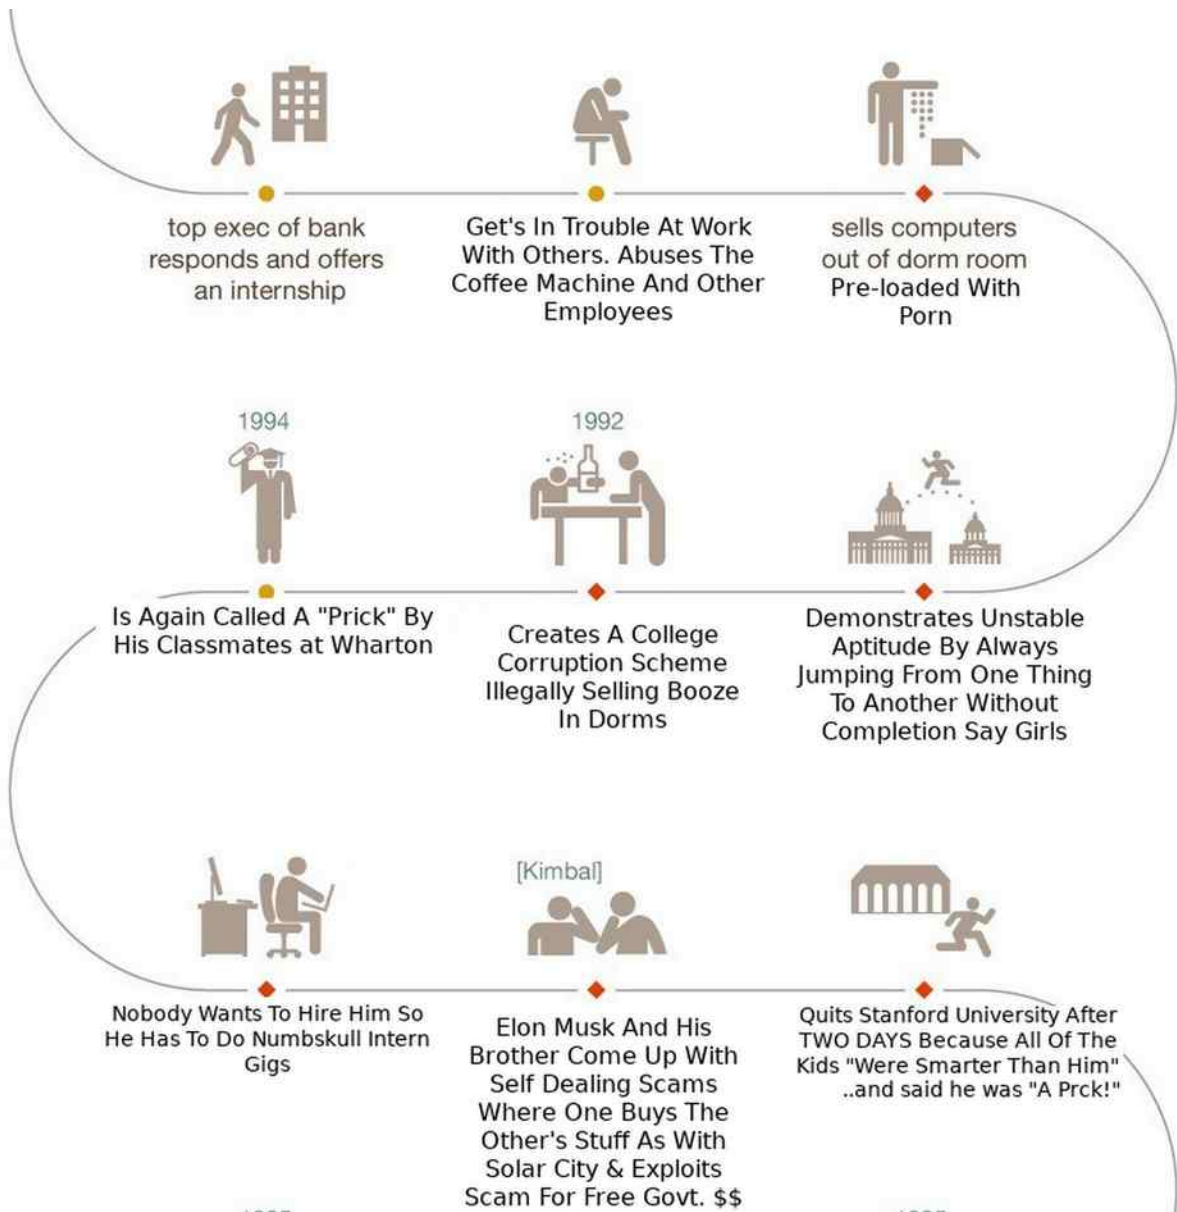 top exec of bank
responds and offers
an internship
Get's In Trouble At Work
With Others. Abuses The
Coffee Machine And Other
Employees
sells computers
out of dorm room
Pre-loaded With
Porn
1994
Is Again Called A "Prick" By
His Classmates at Wharton
1992
Creates A College
Corruption Scheme
Illegally Selling Booze
In Dorms
Demonstrates Unstable
Aptitude By Always
Jumping From One Thing
To Another Without
Completion Say Girls
Nobody Wants To Hire Him So
He Has To Do Numbskull Intern
Gigs
[Kimbal]
Elon Musk And His
Brother Come Up With
Self Dealing Scams
Where One Buys The
Other's Stuff As With
Solar City & Exploits
Scam For Free Govt. $$
Quits Stanford University After
TWO DAYS Because All Of The
Kids "Were Smarter Than Him"
..and said he was "A Prck!"